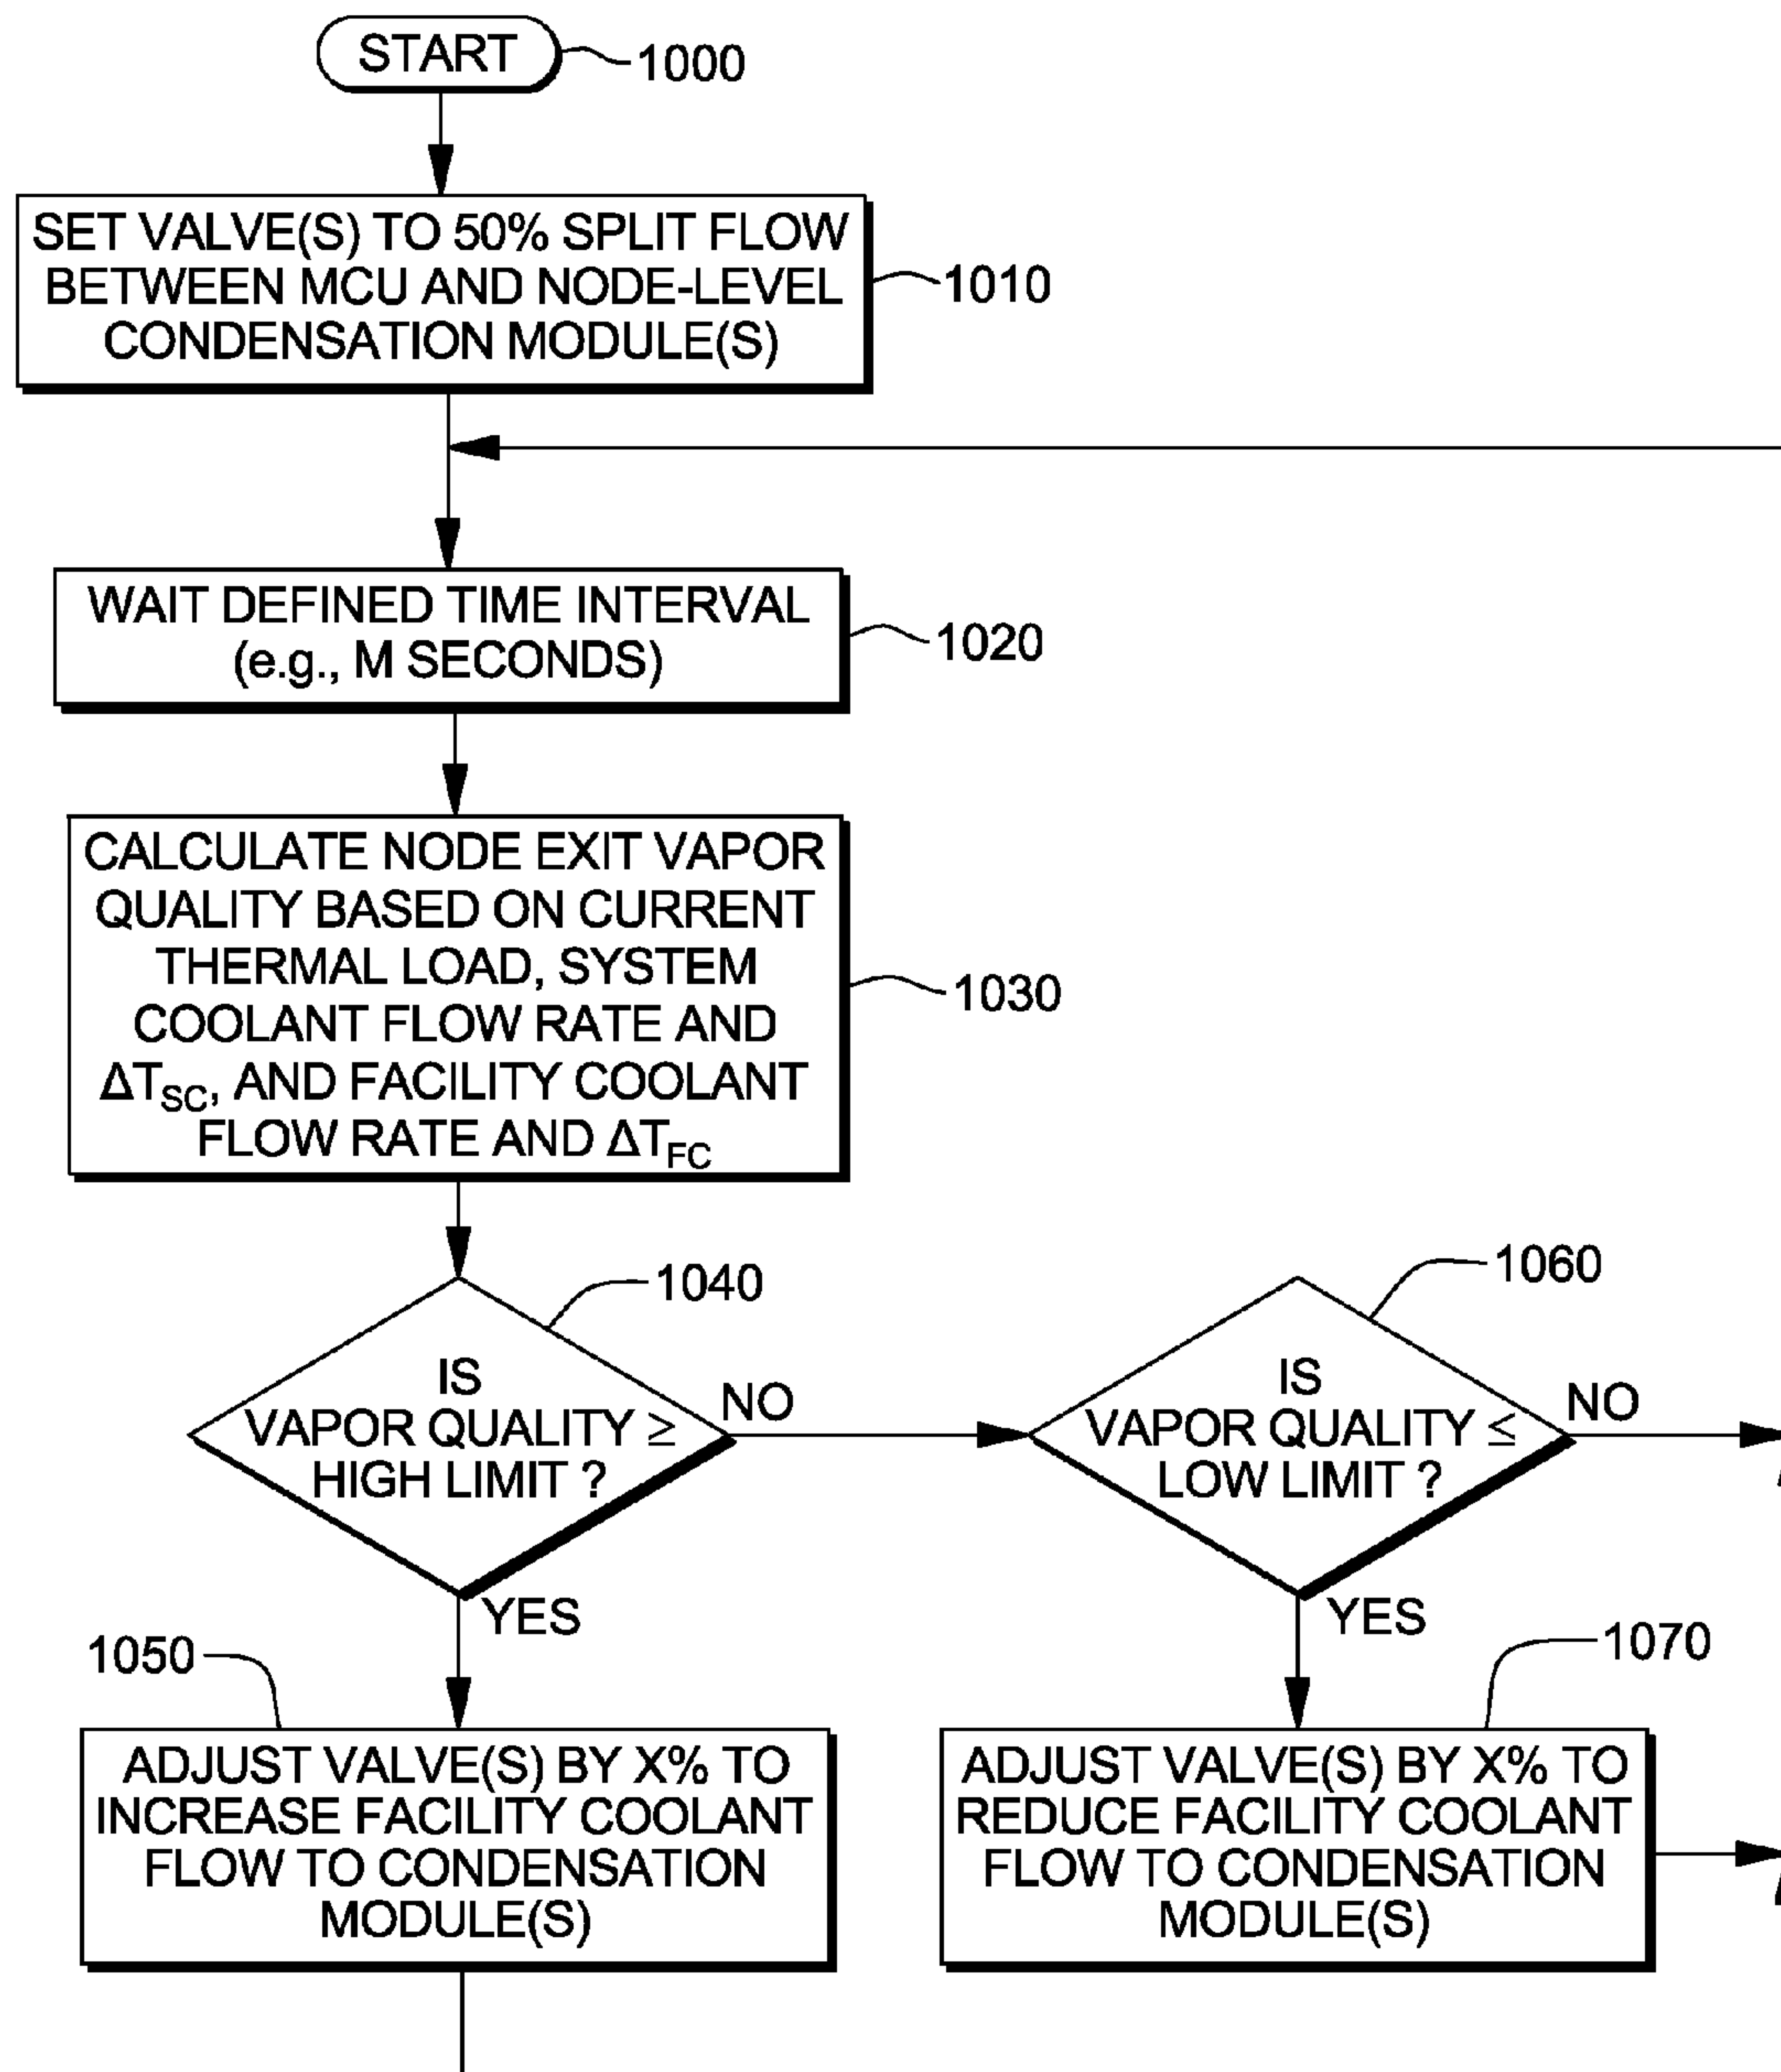 START
1000
SET VALVE(S) TO 50% SPLIT FLOW
BETWEEN MCU AND NODE-LEVEL
CONDENSATION MODULE(S)
1010
WAIT DEFINED TIME INTERVAL
(e.g., M SECONDS)
1020
CALCULATE NODE EXIT VAPOR
QUALITY BASED ON CURRENT
THERMAL LOAD, SYSTEM
COOLANT FLOW RATE AND
ΔTSC, AND FACILITY COOLANT
FLOW RATE AND ΔTFC
1030
1040
IS
VAPOR QUALITY ≥
HIGH LIMIT ?
NO
YES
1060
IS
VAPOR QUALITY ≤
LOW LIMIT ?
NO
YES
1050
ADJUST VALVE(S) BY X% TO
INCREASE FACILITY COOLANT
FLOW TO CONDENSATION
MODULE(S)
1070
ADJUST VALVE(S) BY X% TO
REDUCE FACILITY COOLANT
FLOW TO CONDENSATION
MODULE(S)